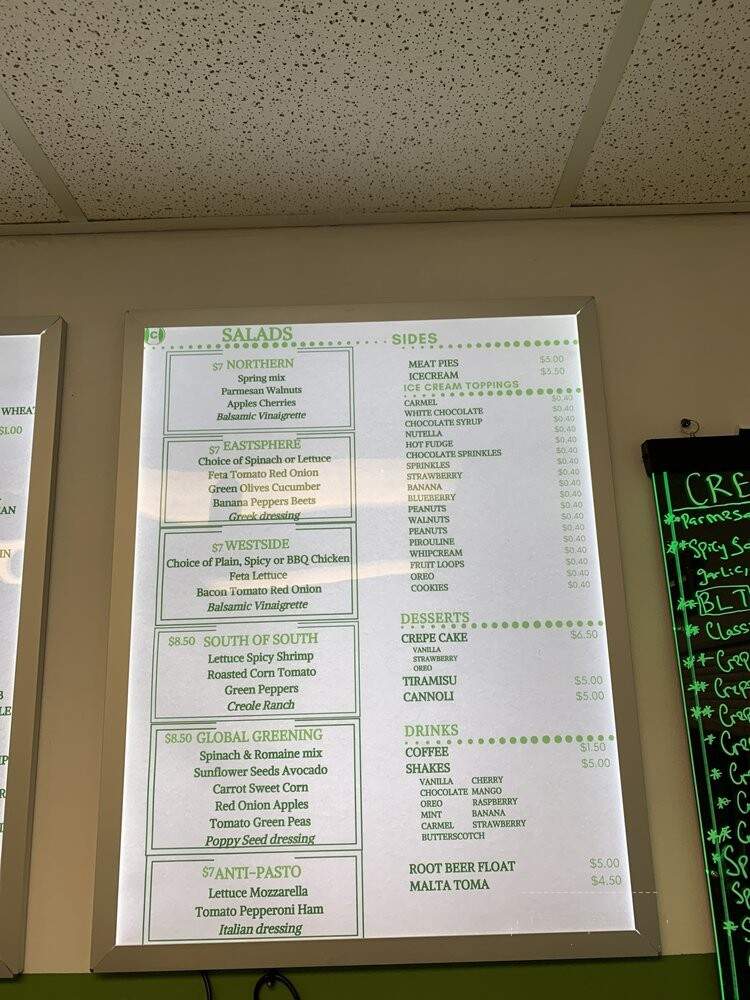 WHEAT
$1.00
AN
IN
B
LE
C
SALADS
$7 NORTHERN
Spring mix
Parmesan Walnuts
Apples Cherries
Balsamic Vinaigrette
$7 EASTSPHERE
Choice of Spinach or Lettuce
Feta Tomato Red Onion
Green Olives Cucumber
Banana Peppers Beets
Greek dressing
$7 WESTSIDE
Choice of Plain, Spicy or BBQ Chicken
Feta Lettuce
Bacon Tomato Red Onion
Balsamic Vinaigrette
$8.50 SOUTH OF SOUTH
Lettuce Spicy Shrimp
Roasted Corn Tomato
Green Peppers
Creole Ranch
$8.50 GLOBAL GREENING
Spinach & Romaine mix
Sunflower Seeds Avocado
Carrot Sweet Corn
Red Onion Apples
Tomato Green Peas
Poppy Seed dressing
$7 ANTI-PASTO
Lettuce Mozzarella
Tomato Pepperoni Ham
Italian dressing
SIDES
MEAT PIES $5.00
ICECREAM $3.50
ICE CREAM TOPPINGS
CARMEL $0.40
WHITE CHOCOLATE $0.40
CHOCOLATE SYRUP $0.40
NUTELLA $0.40
HOT FUDGE $0.40
CHOCOLATE SPRINKLES $0.40
SPRINKLES $0.40
STRAWBERRY $0.40
BANANA $0.40
BLUEBERRY $0.40
PEANUTS $0.40
WALNUTS $0.40
PEANUTS $0.40
PIROULINE $0.40
WHIPCREAM $0.40
FRUIT LOOPS $0.40
OREO $0.40
COOKIES $0.40
DESSERTS
CREPE CAKE $6.50
VANILLA
STRAWBERRY
OREO
TIRAMISU $5.00
CANNOLI $5.00
DRINKS
COFFEE $1.50
SHAKES $5.00
VANILLA CHERRY
CHOCOLATE MANGO
OREO RASPBERRY
MINT BANANA
CARMEL STRAWBERRY
BUTTERSCOTCH
ROOT BEER FLOAT $5.00
MALTA TOMA $4.50
CRE
*Parmesa
*Spicy Sa
garlic,
*BLT
*Classi